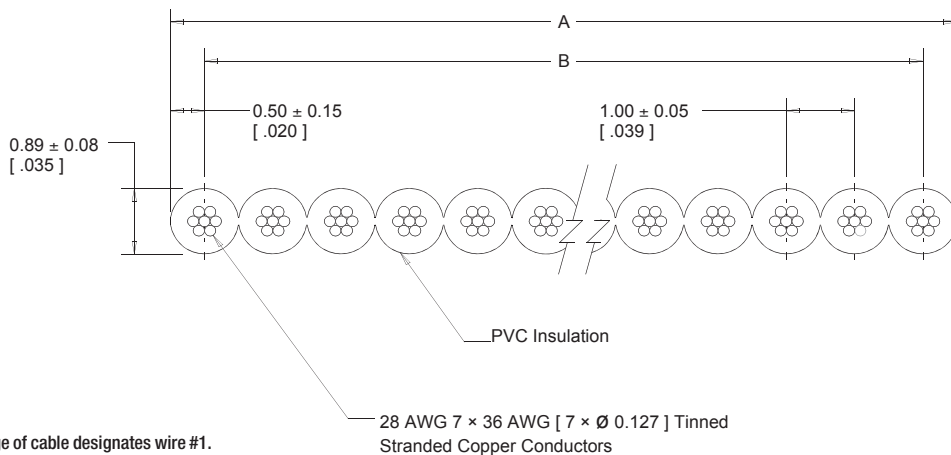 A
B
0.50 ± 0.15
[ .020 ]
1.00 ± 0.05
[ .039 ]
0.89 ± 0.08
[ .035 ]
PVC Insulation
28 AWG 7 × 36 AWG [ 7 × Ø 0.127 ] Tinned
Stranded Copper Conductors
of cable designates wire #1.